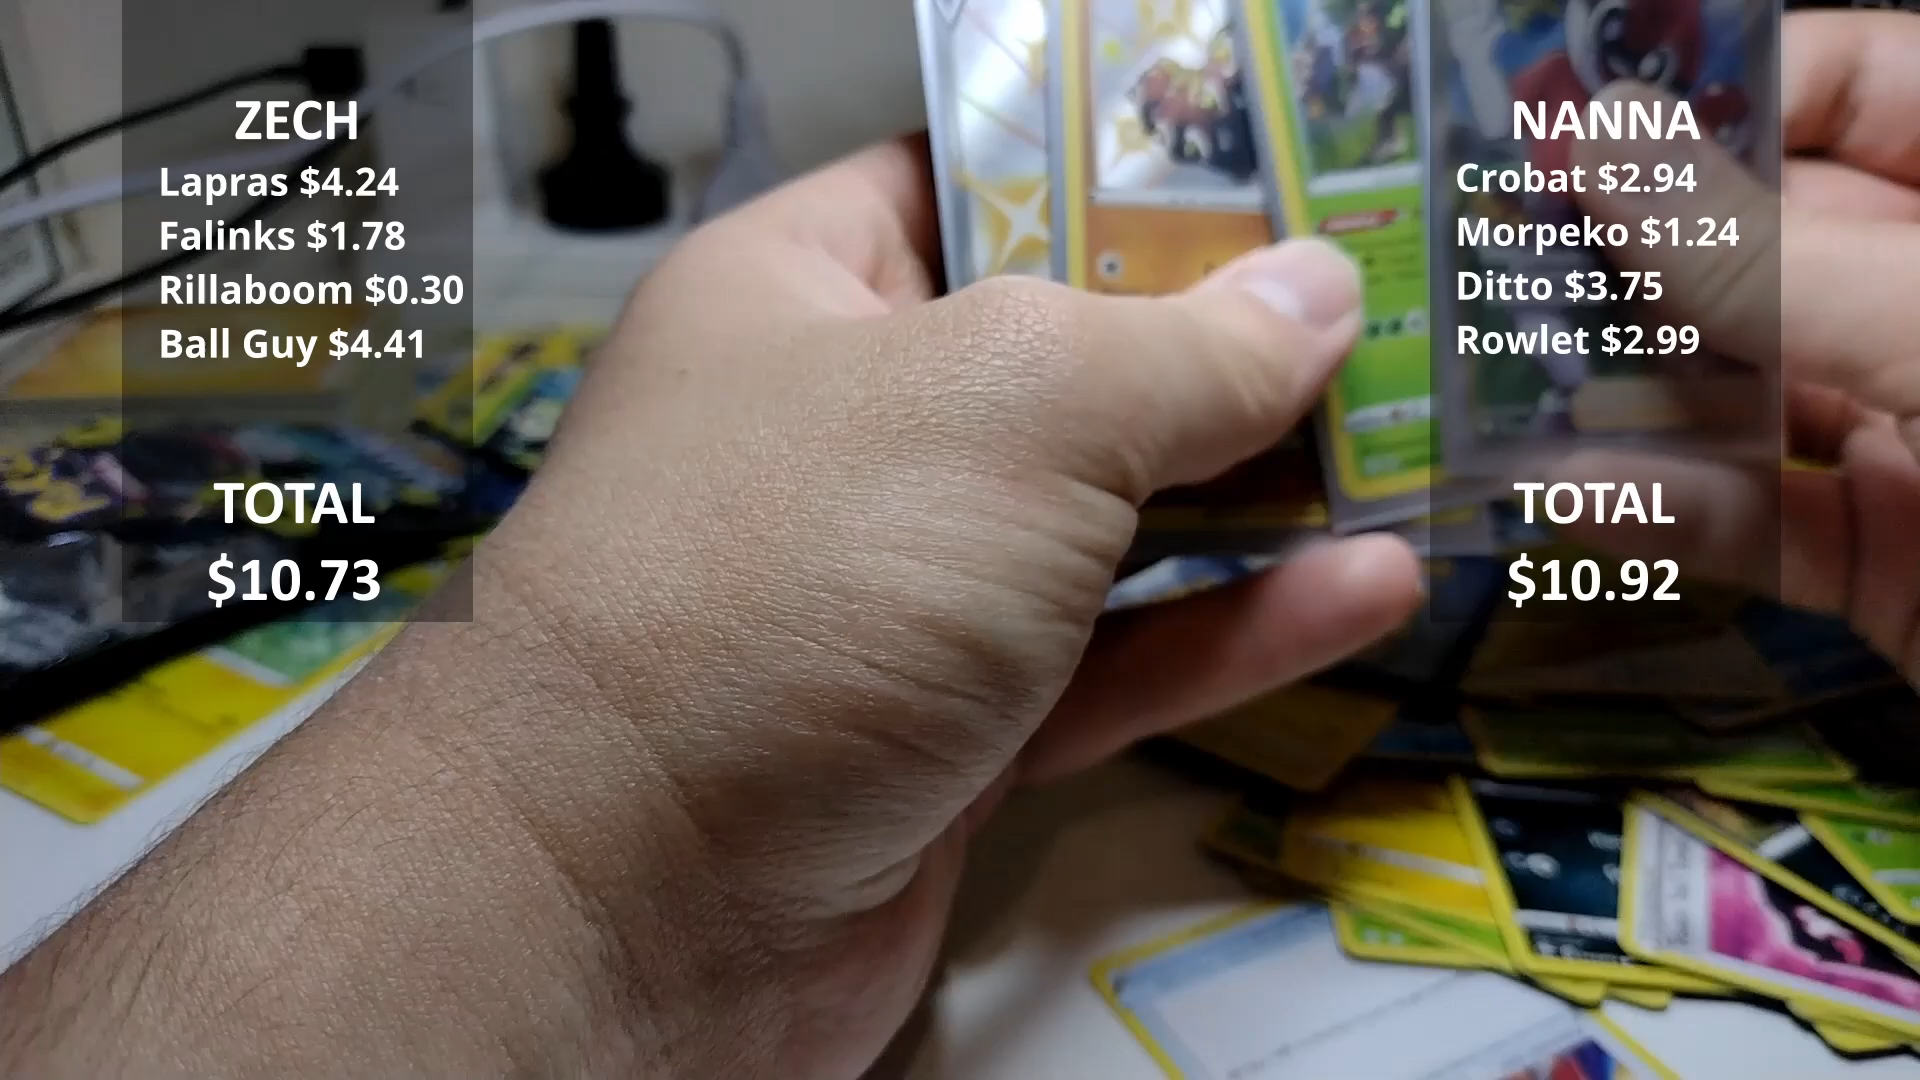 ZECH
Lapras $4.24
Falinks $1.78
Rillaboom $0.30
Ball Guy $4.41
TOTAL
$10.73
NANNA
Crobat $2.94
Morpeko $1.24
Ditto $3.75
Rowlet $2.99
TOTAL
$10.92